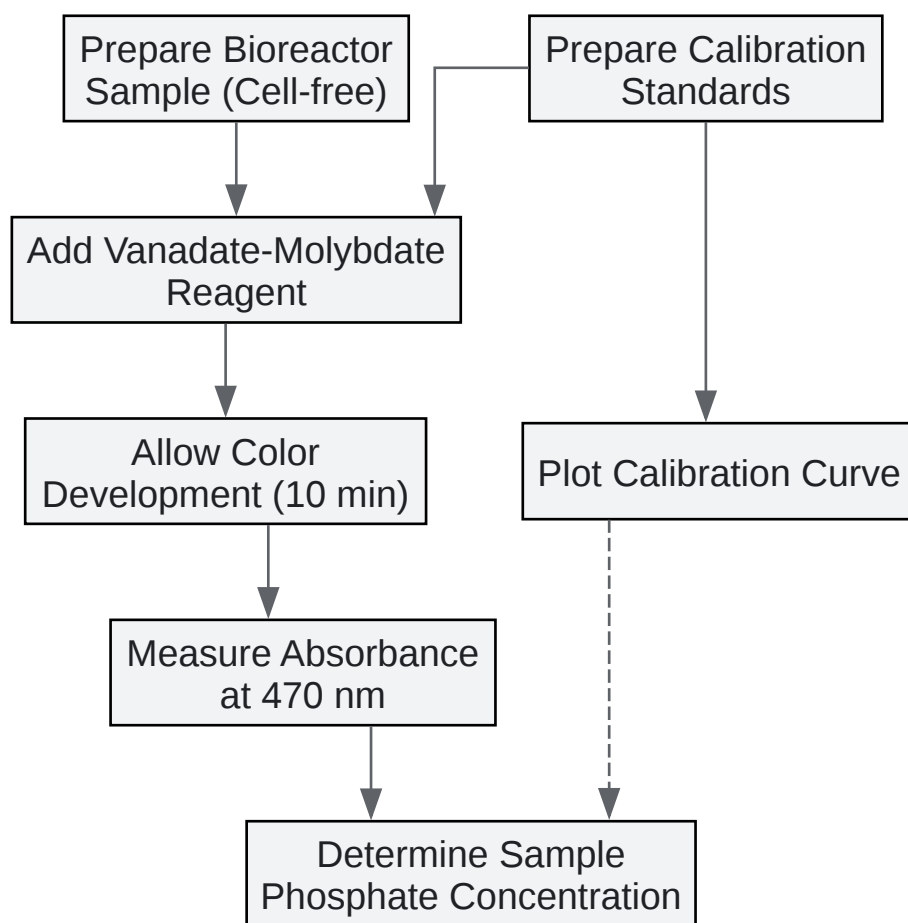 Prepare Bioreactor
Sample (Cell-free)
Prepare Calibration
Standards
Add Vanadate-Molybdate
Reagent
Allow Color
Development (10 min)
Plot Calibration Curve
Measure Absorbance
at 470 nm
Determine Sample
Phosphate Concentration